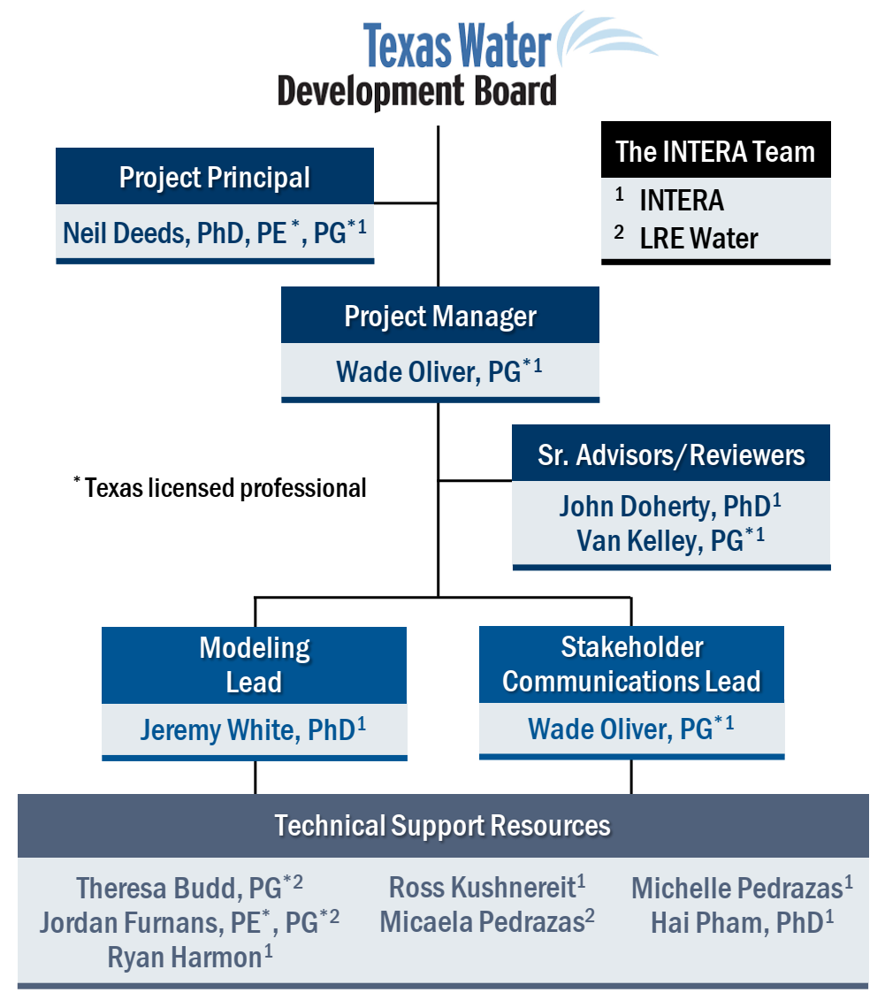 Texas Water
Development Board
Project Principal
Neil Deeds, PhD, PE*, PG*1
The INTERA Team
1 INTERA
2 LRE Water
Project Manager
Wade Oliver, PG*1
Sr. Advisors/Reviewers
John Doherty, PhD1
Van Kelley, PG*1
* Texas licensed professional
Modeling
Lead
Jeremy White, PhD1
Stakeholder
Communications Lead
Wade Oliver, PG*1
Technical Support Resources
Theresa Budd, PG*2
Jordan Furnans, PE*, PG*2
Ryan Harmon1
Ross Kushnereit1
Micaela Pedrazas2
Michelle Pedrazas1
Hai Pham, PhD1